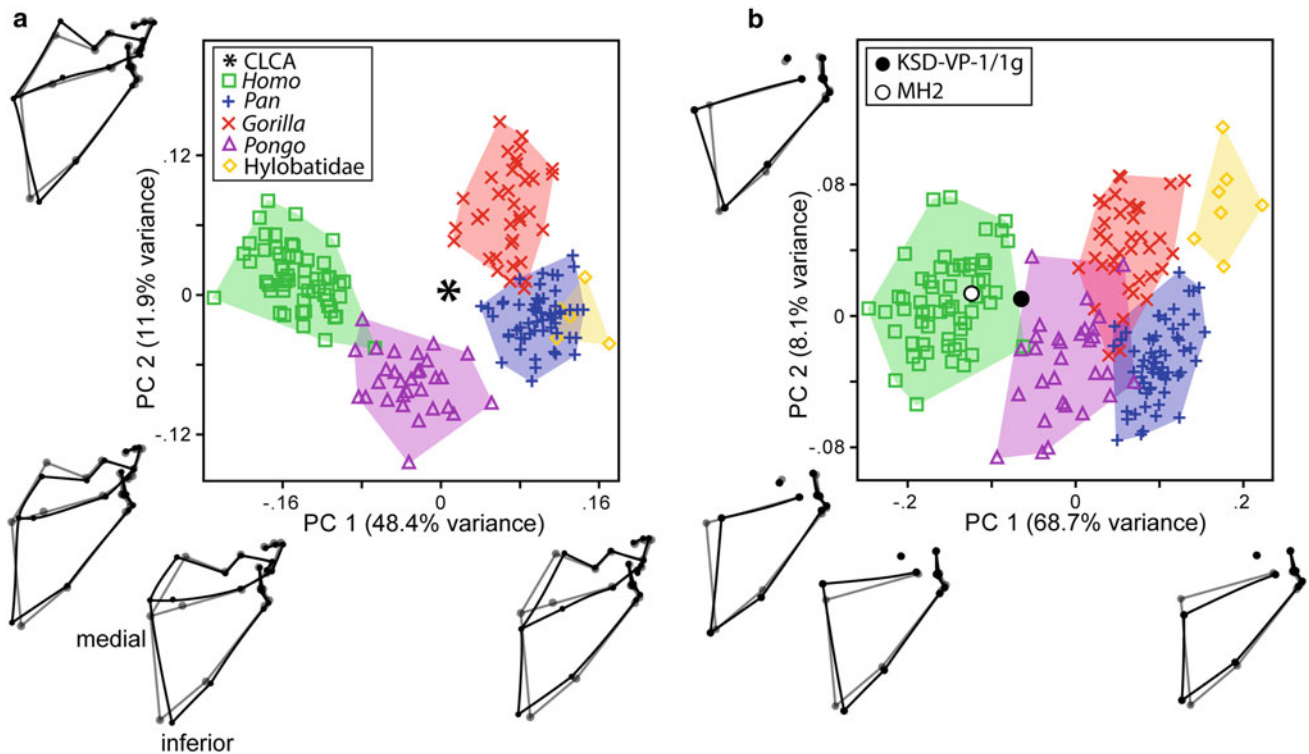 a
CLCA
Homo
Pan
Gorilla
Pongo
Hylobatidae
PC 2 (11.9% variance)
.12
0
-.12
-.16
0
.16
PC 1 (48.4% variance)
medial
inferior
b
KSD-VP-1/1g
MH2
PC 2 (8.1% variance)
.08
0
-.08
-.2
0
.2
PC 1 (68.7% variance)